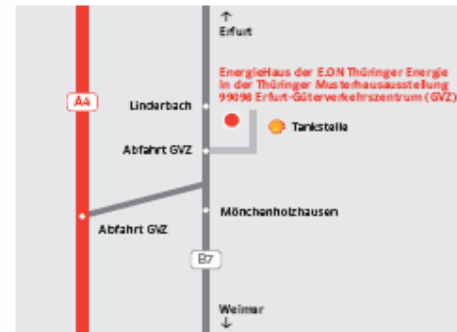 ↑
Erfurt
EnergieHaus der E.ON Thüringer Energie
in der Thüringer Musterhausausstellung
99098 Erfurt-Güterverkehrszentrum (GVZ)
A4
Linderbach
Tankstelle
Abfahrt GVZ
Mönchenholzhausen
Abfahrt GVZ
B7
Weimar
↓